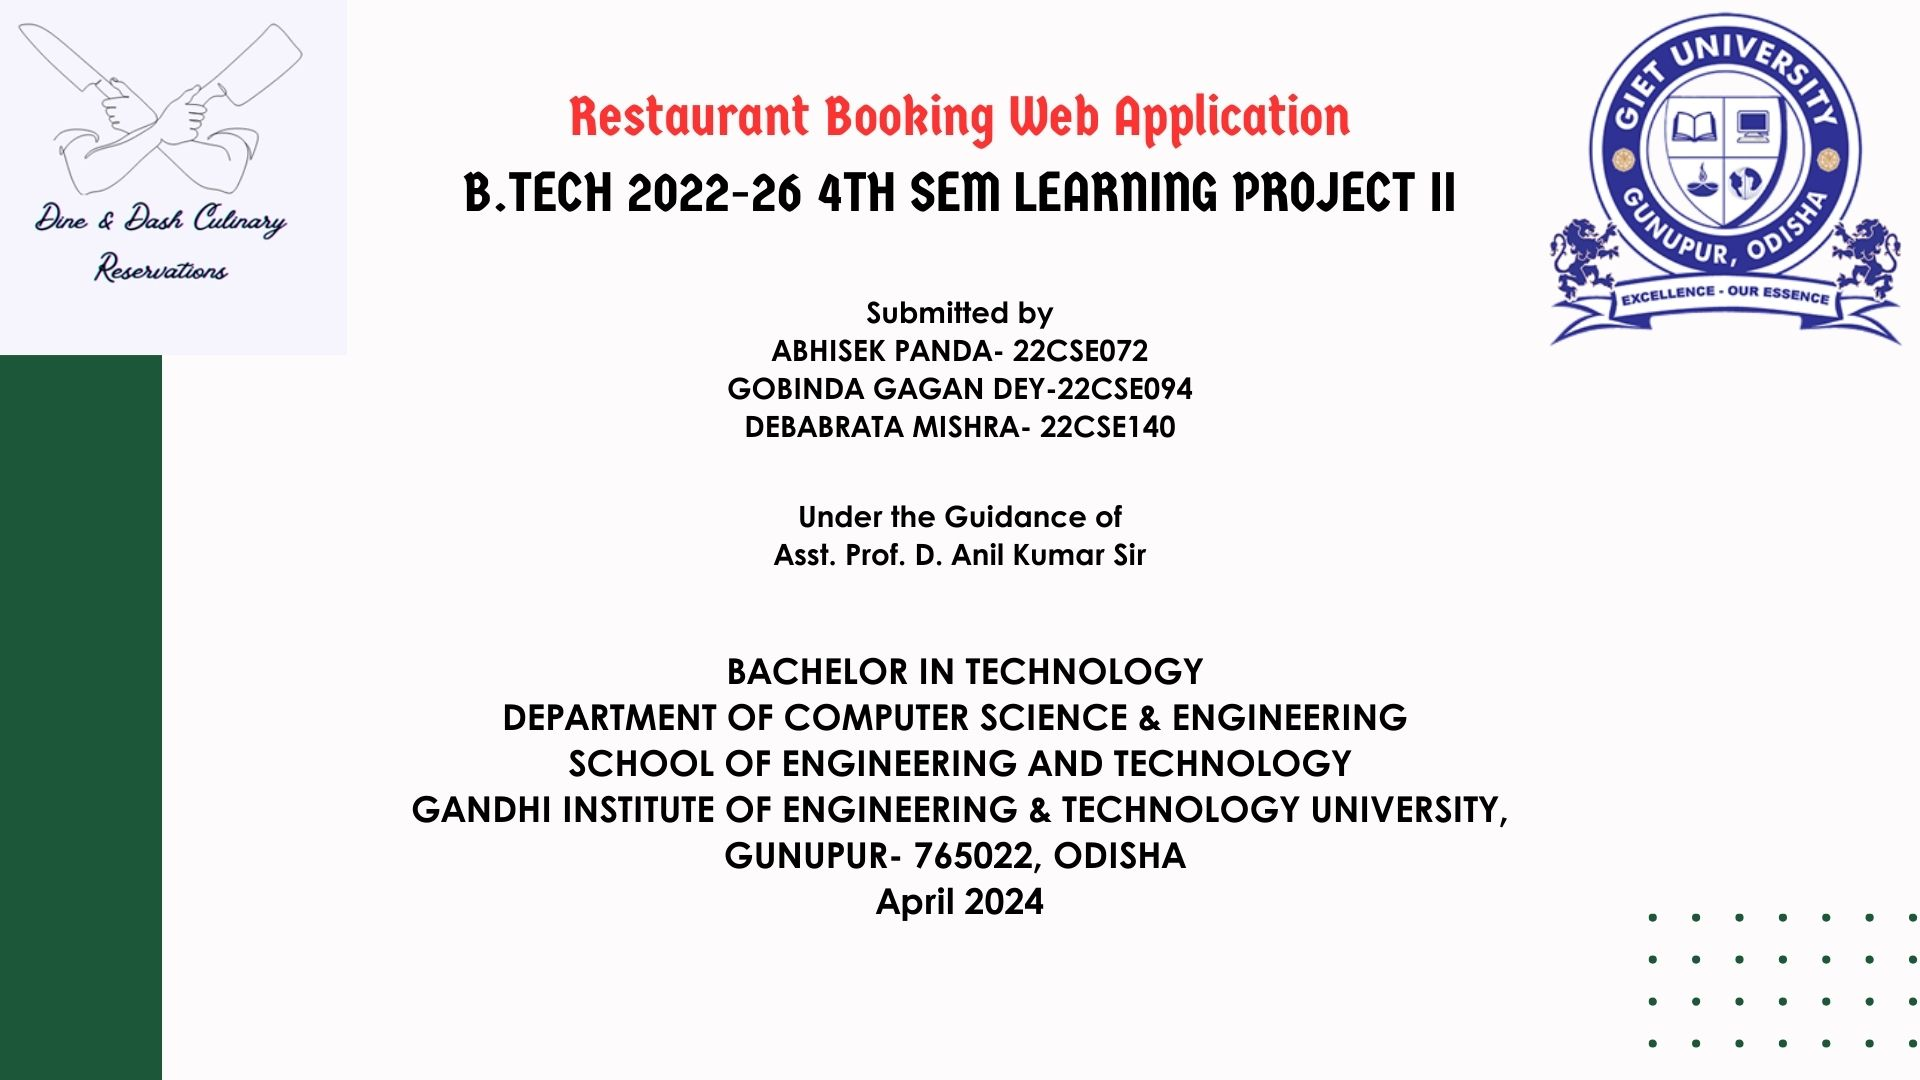 Dine & Dash Culinary
Reservations
Restaurant Booking Web Application
B.TECH 2022-26 4TH SEM LEARNING PROJECT II
GIET UNIVERSITY
GUNUPUR, ODISHA
EXCELLENCE - OUR ESSENCE
Submitted by
ABHISEK PANDA- 22CSE072
GOBINDA GAGAN DEY-22CSE094
DEBABRATA MISHRA- 22CSE140
Under the Guidance of
Asst. Prof. D. Anil Kumar Sir
BACHELOR IN TECHNOLOGY
DEPARTMENT OF COMPUTER SCIENCE & ENGINEERING
SCHOOL OF ENGINEERING AND TECHNOLOGY
GANDHI INSTITUTE OF ENGINEERING & TECHNOLOGY UNIVERSITY,
GUNUPUR- 765022, ODISHA
April 2024